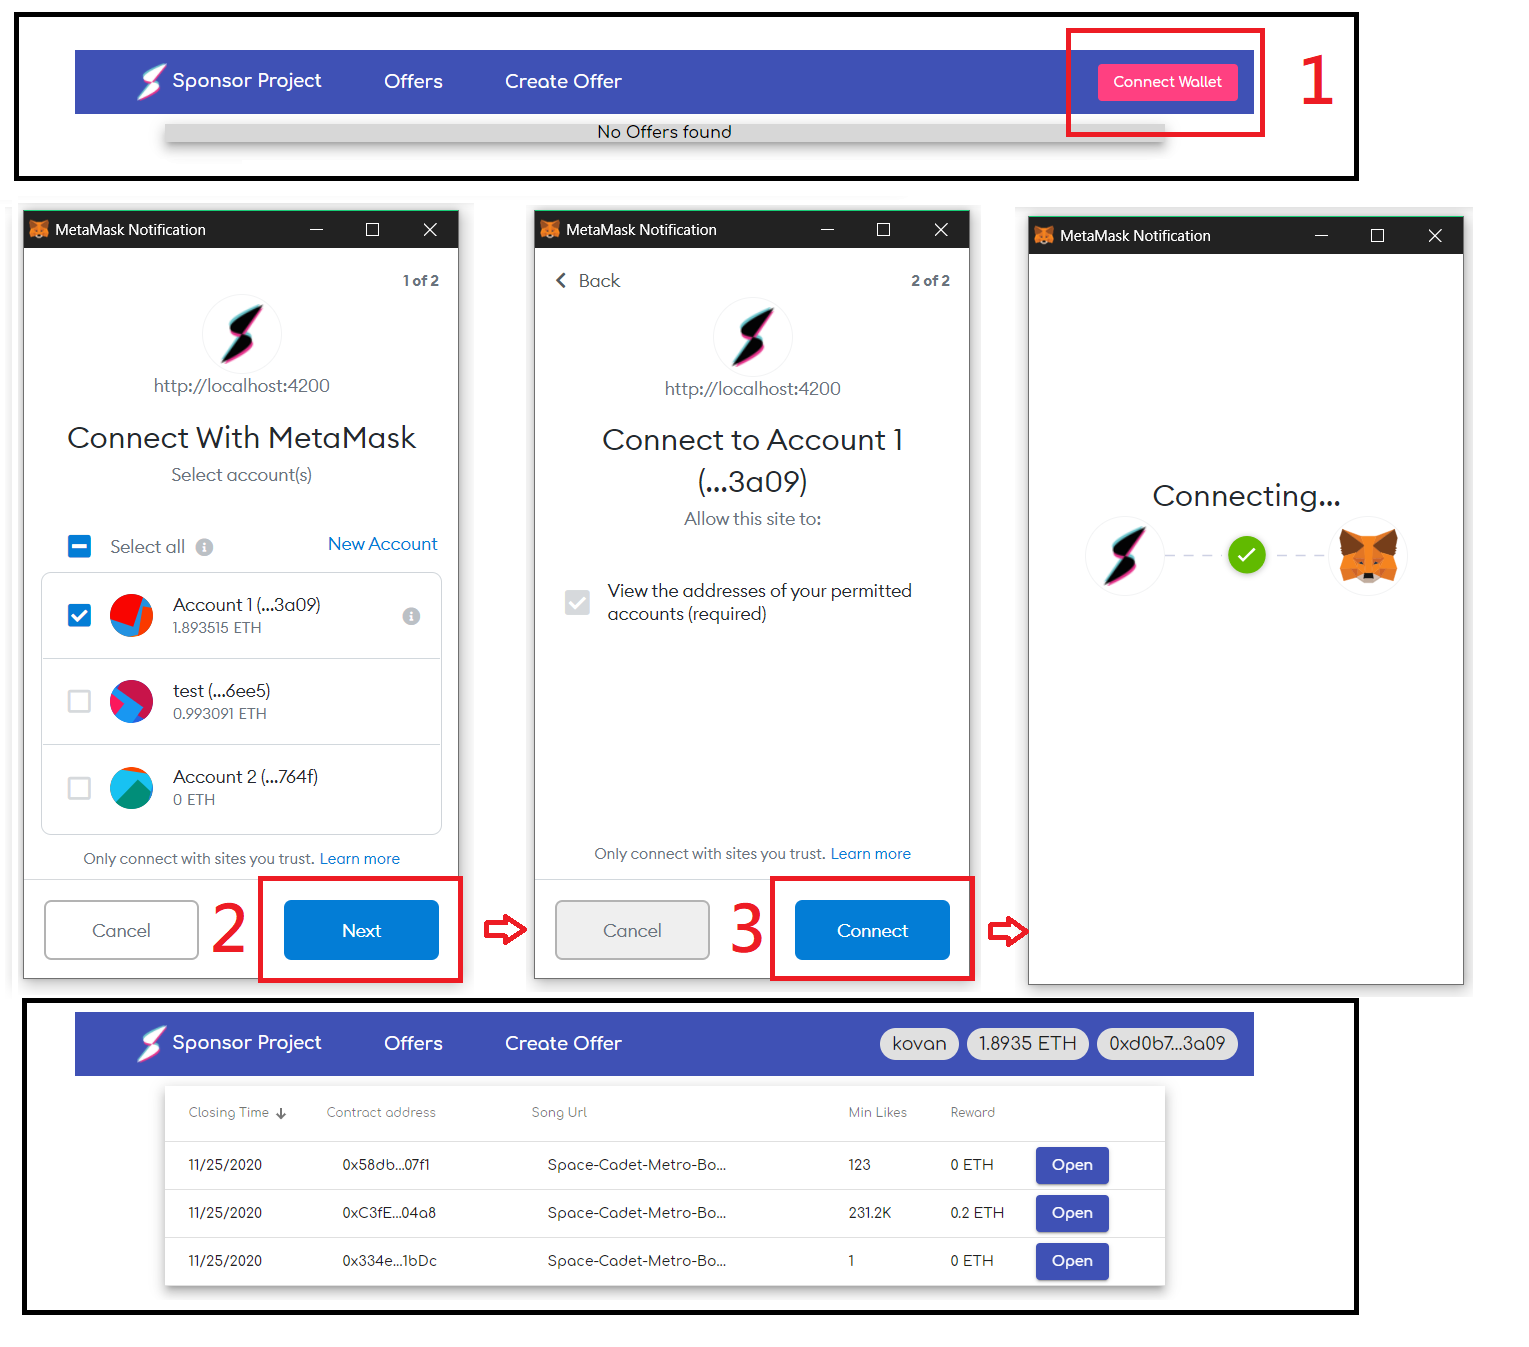 Sponsor Project Offers Create Offer Connect Wallet 1
No Offers found
MetaMask Notification
1 of 2
http://localhost:4200
Connect With MetaMask
Select account(s)
Select all New Account
Account 1 (...3a09)
1.893515 ETH
test (...6ee5)
0.993091 ETH
Account 2 (...764f)
0 ETH
Only connect with sites you trust. Learn more
Cancel 2 Next
MetaMask Notification
Back 2 of 2
http://localhost:4200
Connect to Account 1
(...3a09)
Allow this site to:
View the addresses of your permitted
accounts (required)
Only connect with sites you trust. Learn more
Cancel 3 Connect
MetaMask Notification
Connecting...
Sponsor Project Offers Create Offer kovan 1.8935 ETH 0xd0b7...3a09
Closing Time Contract address Song Url Min Likes Reward
11/25/2020 0x58db...07f1 Space-Cadet-Metro-Bo... 123 0 ETH Open
11/25/2020 0xC3fE...04a8 Space-Cadet-Metro-Bo... 231.2K 0.2 ETH Open
11/25/2020 0x334e...1bDc Space-Cadet-Metro-Bo... 1 0 ETH Open